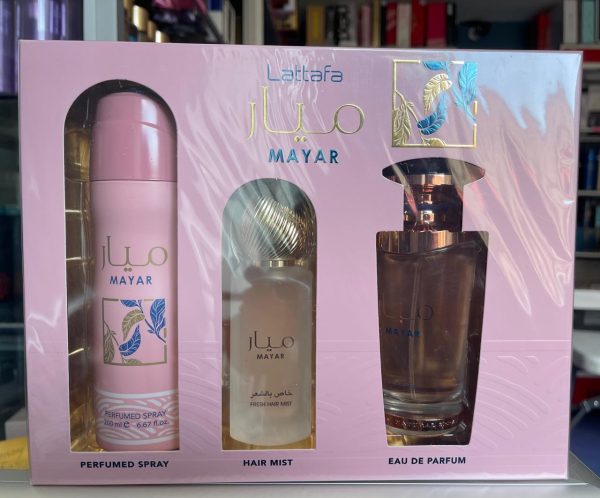 Lattafa
ميار
MAYAR
ميار
MAYAR
PERFUMED SPRAY
200 ml ℮ 6.67 fl.oz.
ميار
MAYAR
خاص بالشعر
FRESH HAIR MIST
MAYAR
PERFUMED SPRAY
HAIR MIST
EAU DE PARFUM